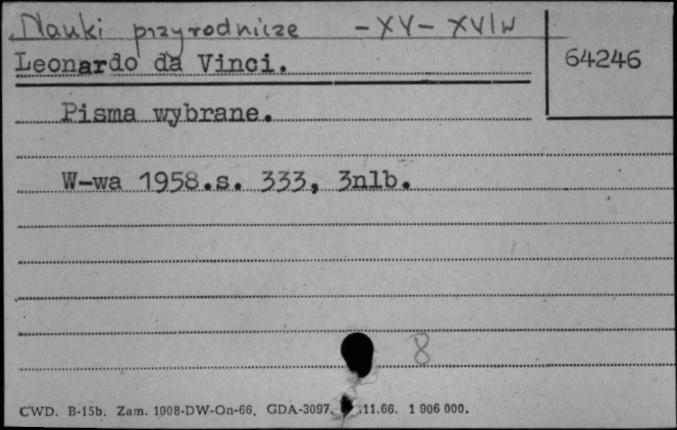 Nauki przyrodnicze - XV - XVI w
Leonardo da Vinci.
64246
Pisma wybrane.
W-wa 1958.s. 333, 3nlb.
8
CWD. B-15b. Zam. 1008-DW-On-66. GDA-3097. .11.66. 1 906 000.